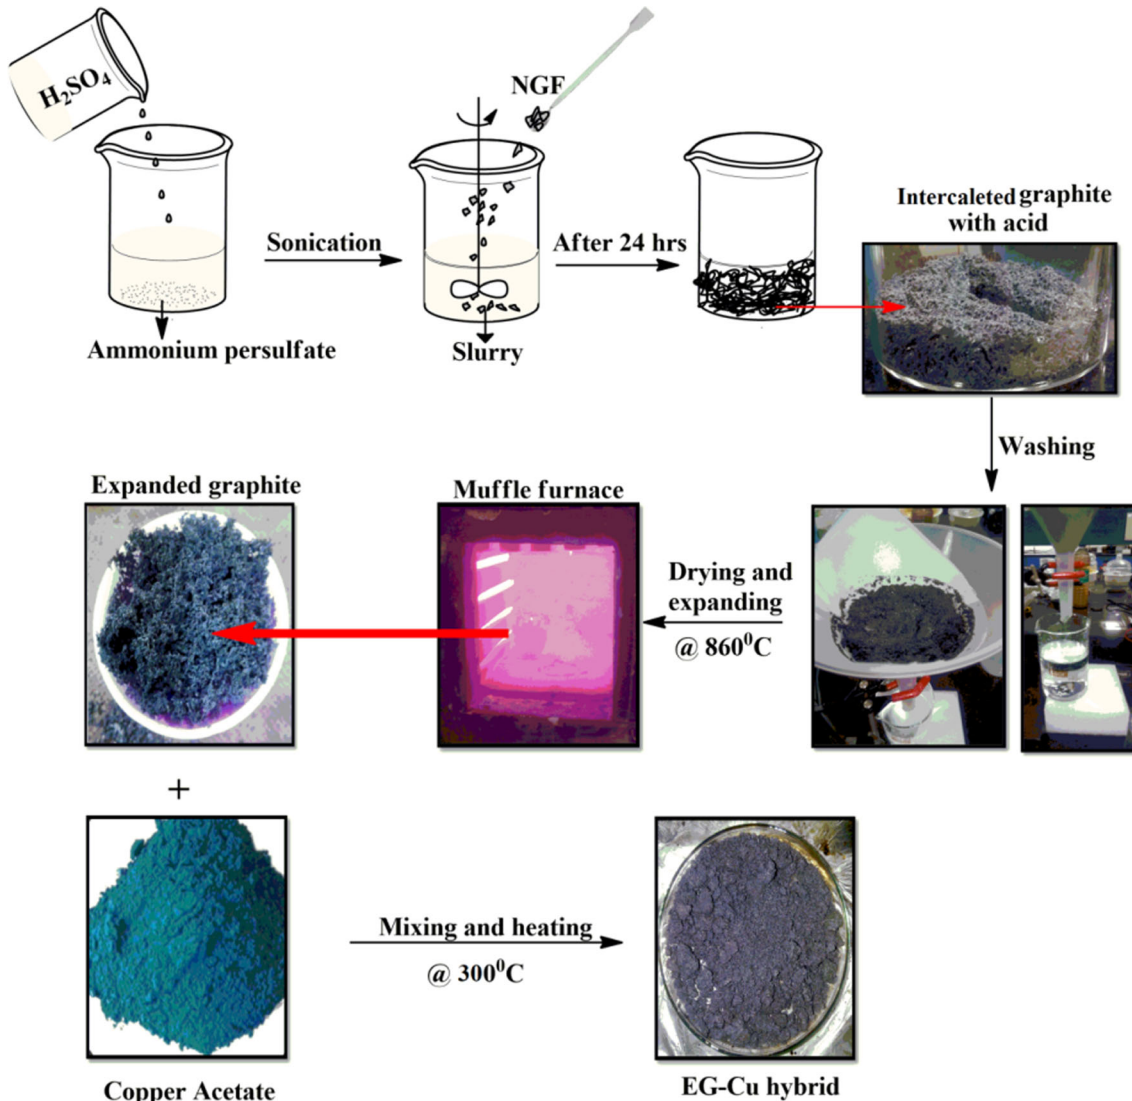 H₂SO₄
NGF
Sonication
After 24 hrs
Intercaleted graphite
with acid
Ammonium persulfate
Slurry
Washing
Expanded graphite
Muffle furnace
Drying and
expanding
@ 860⁰C
+
Mixing and heating
@ 300⁰C
Copper Acetate
EG-Cu hybrid